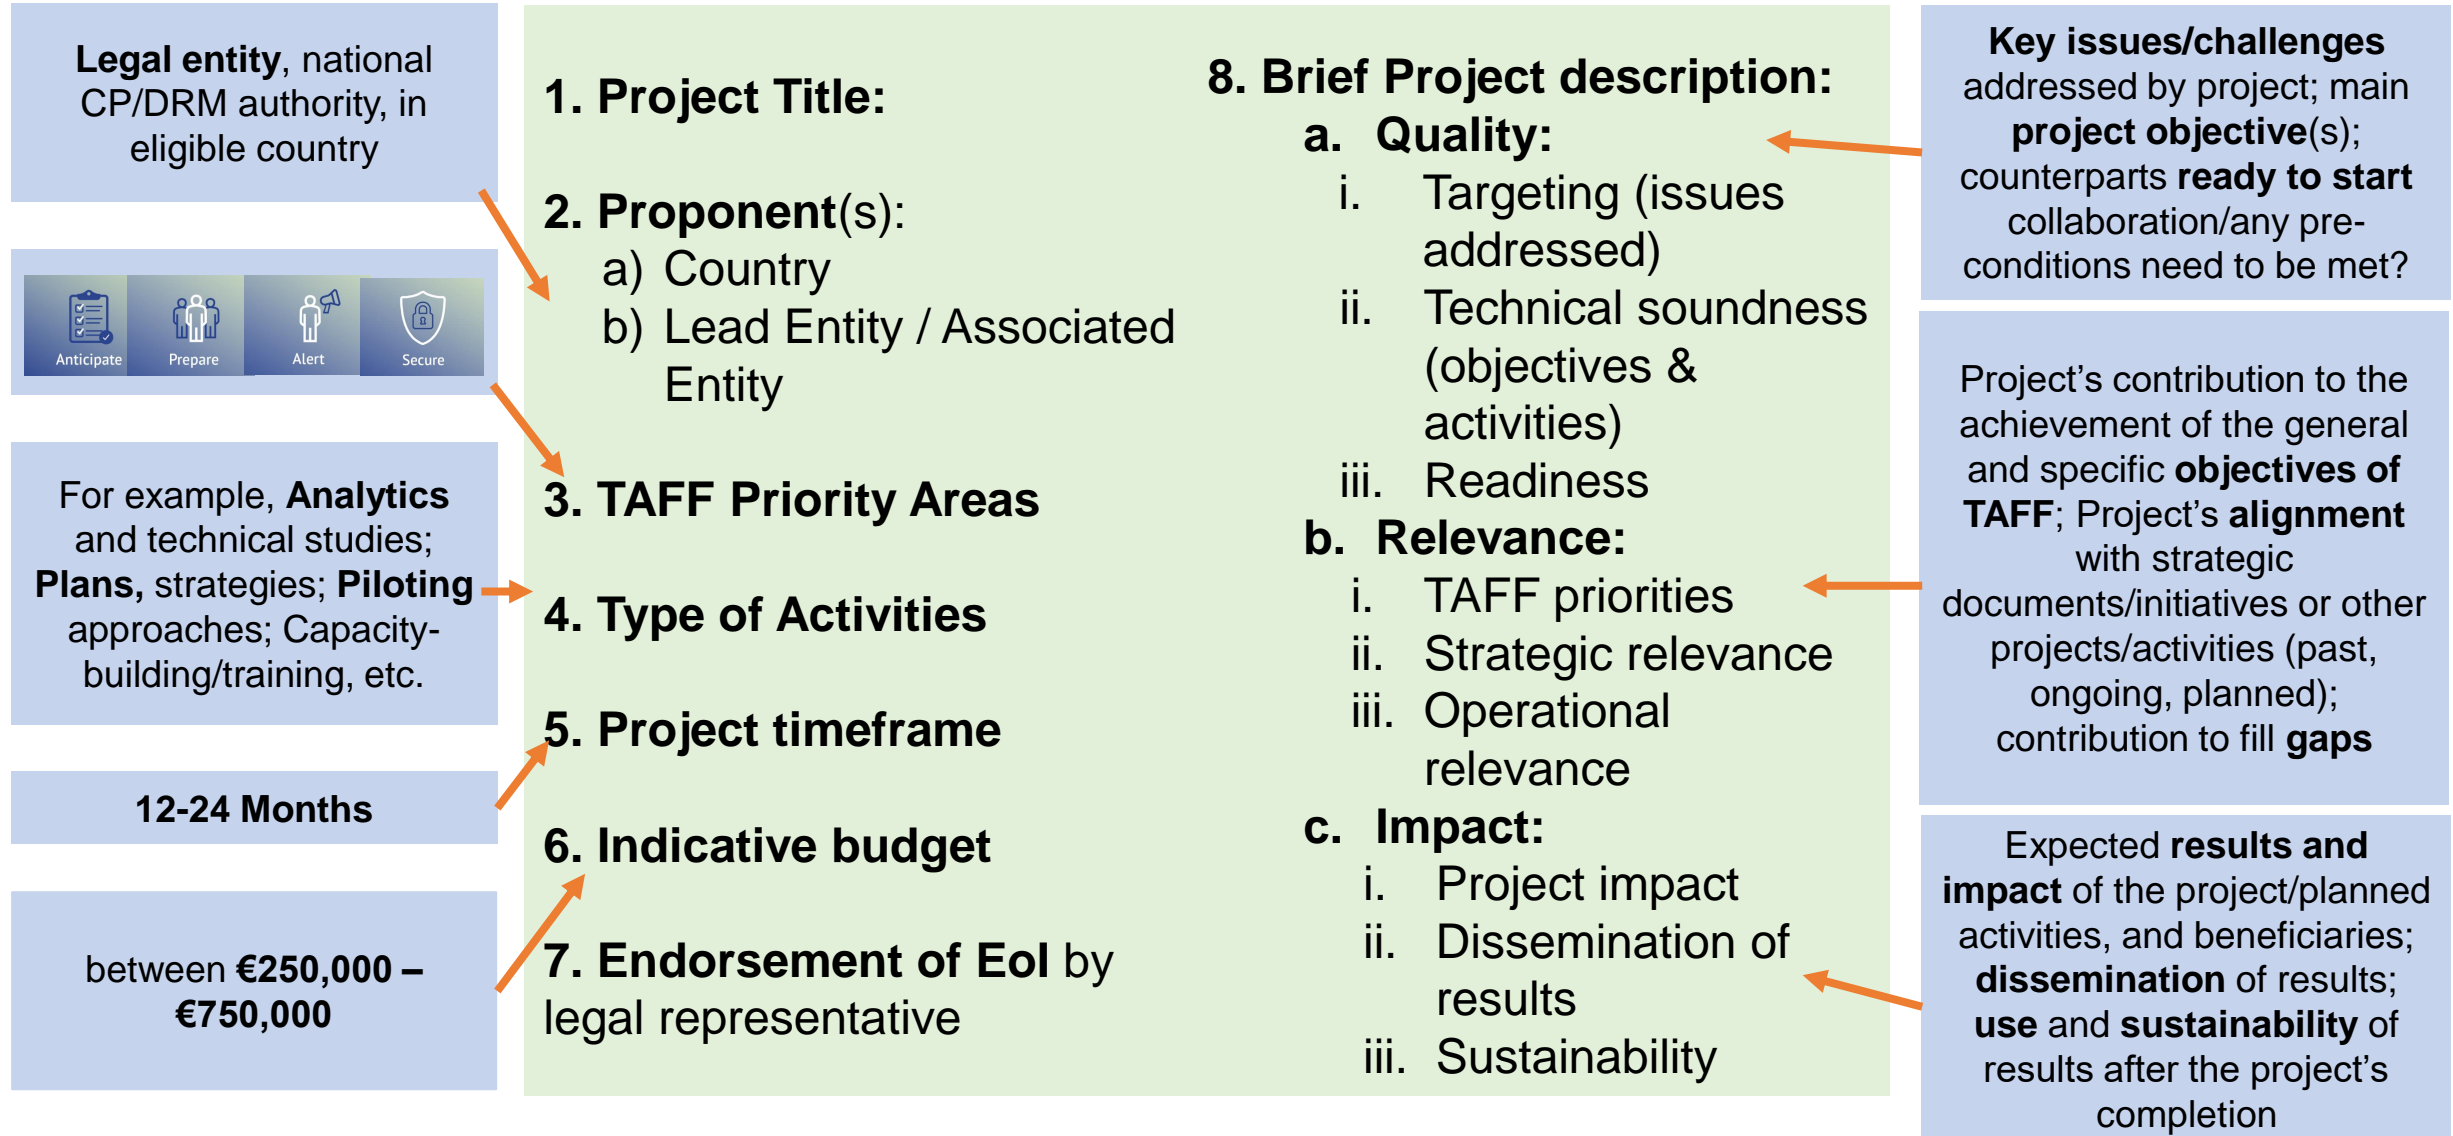 Legal entity, national
CP/DRM authority, in
eligible country
Anticipate
Prepare
Alert
Secure
For example, Analytics
and technical studies;
Plans, strategies; Piloting
approaches; Capacity-
building/training, etc.
12-24 Months
between €250,000 –
€750,000
1. Project Title:
2. Proponent(s):
a) Country
b) Lead Entity / Associated
Entity
3. TAFF Priority Areas
4. Type of Activities
5. Project timeframe
6. Indicative budget
7. Endorsement of EoI by
legal representative
8. Brief Project description:
a. Quality:
i. Targeting (issues
addressed)
ii. Technical soundness
(objectives &
activities)
iii. Readiness
b. Relevance:
i. TAFF priorities
ii. Strategic relevance
iii. Operational
relevance
c. Impact:
i. Project impact
ii. Dissemination of
results
iii. Sustainability
Key issues/challenges
addressed by project; main
project objective(s);
counterparts ready to start
collaboration/any pre-
conditions need to be met?
Project’s contribution to the
achievement of the general
and specific objectives of
TAFF; Project’s alignment
with strategic
documents/initiatives or other
projects/activities (past,
ongoing, planned);
contribution to fill gaps
Expected results and
impact of the project/planned
activities, and beneficiaries;
dissemination of results;
use and sustainability of
results after the project’s
completion